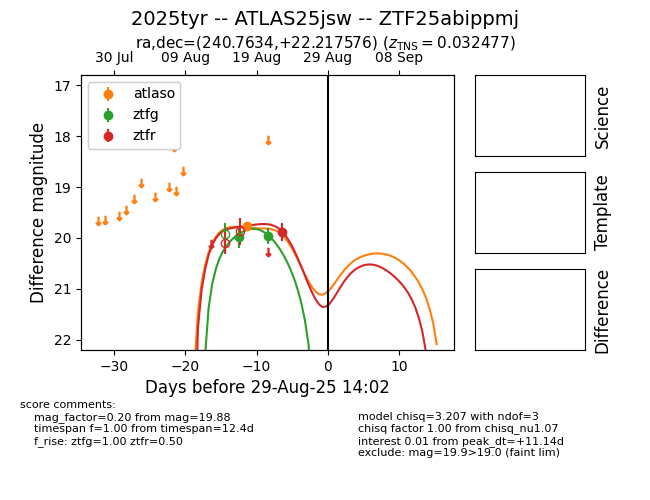 2025tyr -- ATLAS25jsw -- ZTF25abippmj
ra,dec=(240.7634,+22.217576) (zTNS = 0.032477)
30 Jul 09 Aug 19 Aug 29 Aug 08 Sep
atlaso
ztfg
ztfr
17
18
19
20
21
22
Difference magnitude
−30 −20 −10 0 10
Days before 29-Aug-25 14:02
Science
Template
Difference
score comments:
mag_factor=0.20 from mag=19.88
timespan f=1.00 from timespan=12.4d
f_rise: ztfg=1.00 ztfr=0.50
model chisq=3.207 with ndof=3
chisq factor 1.00 from chisq_nu1.07
interest 0.01 from peak_dt=+11.14d
exclude: mag=19.9>19.0 (faint lim)